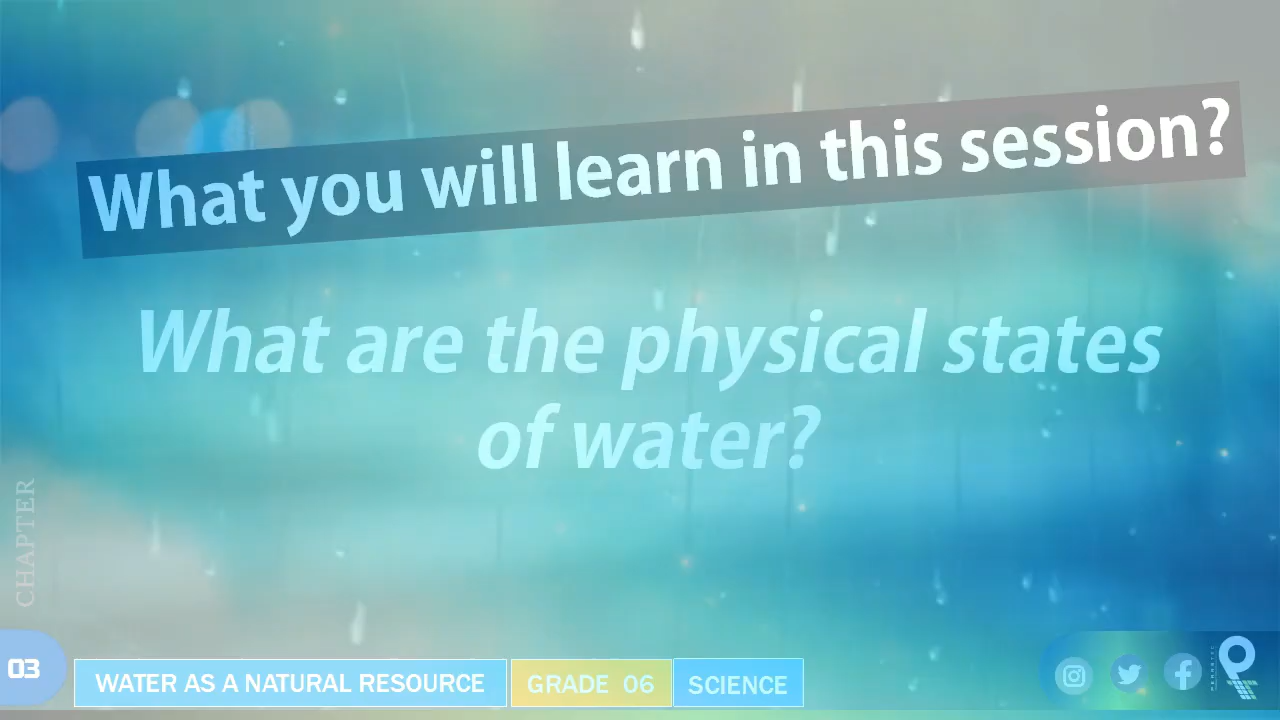 What you will learn in this session?
What are the physical states
of water?
CHAPTER
03
WATER AS A NATURAL RESOURCE
GRADE 06
SCIENCE